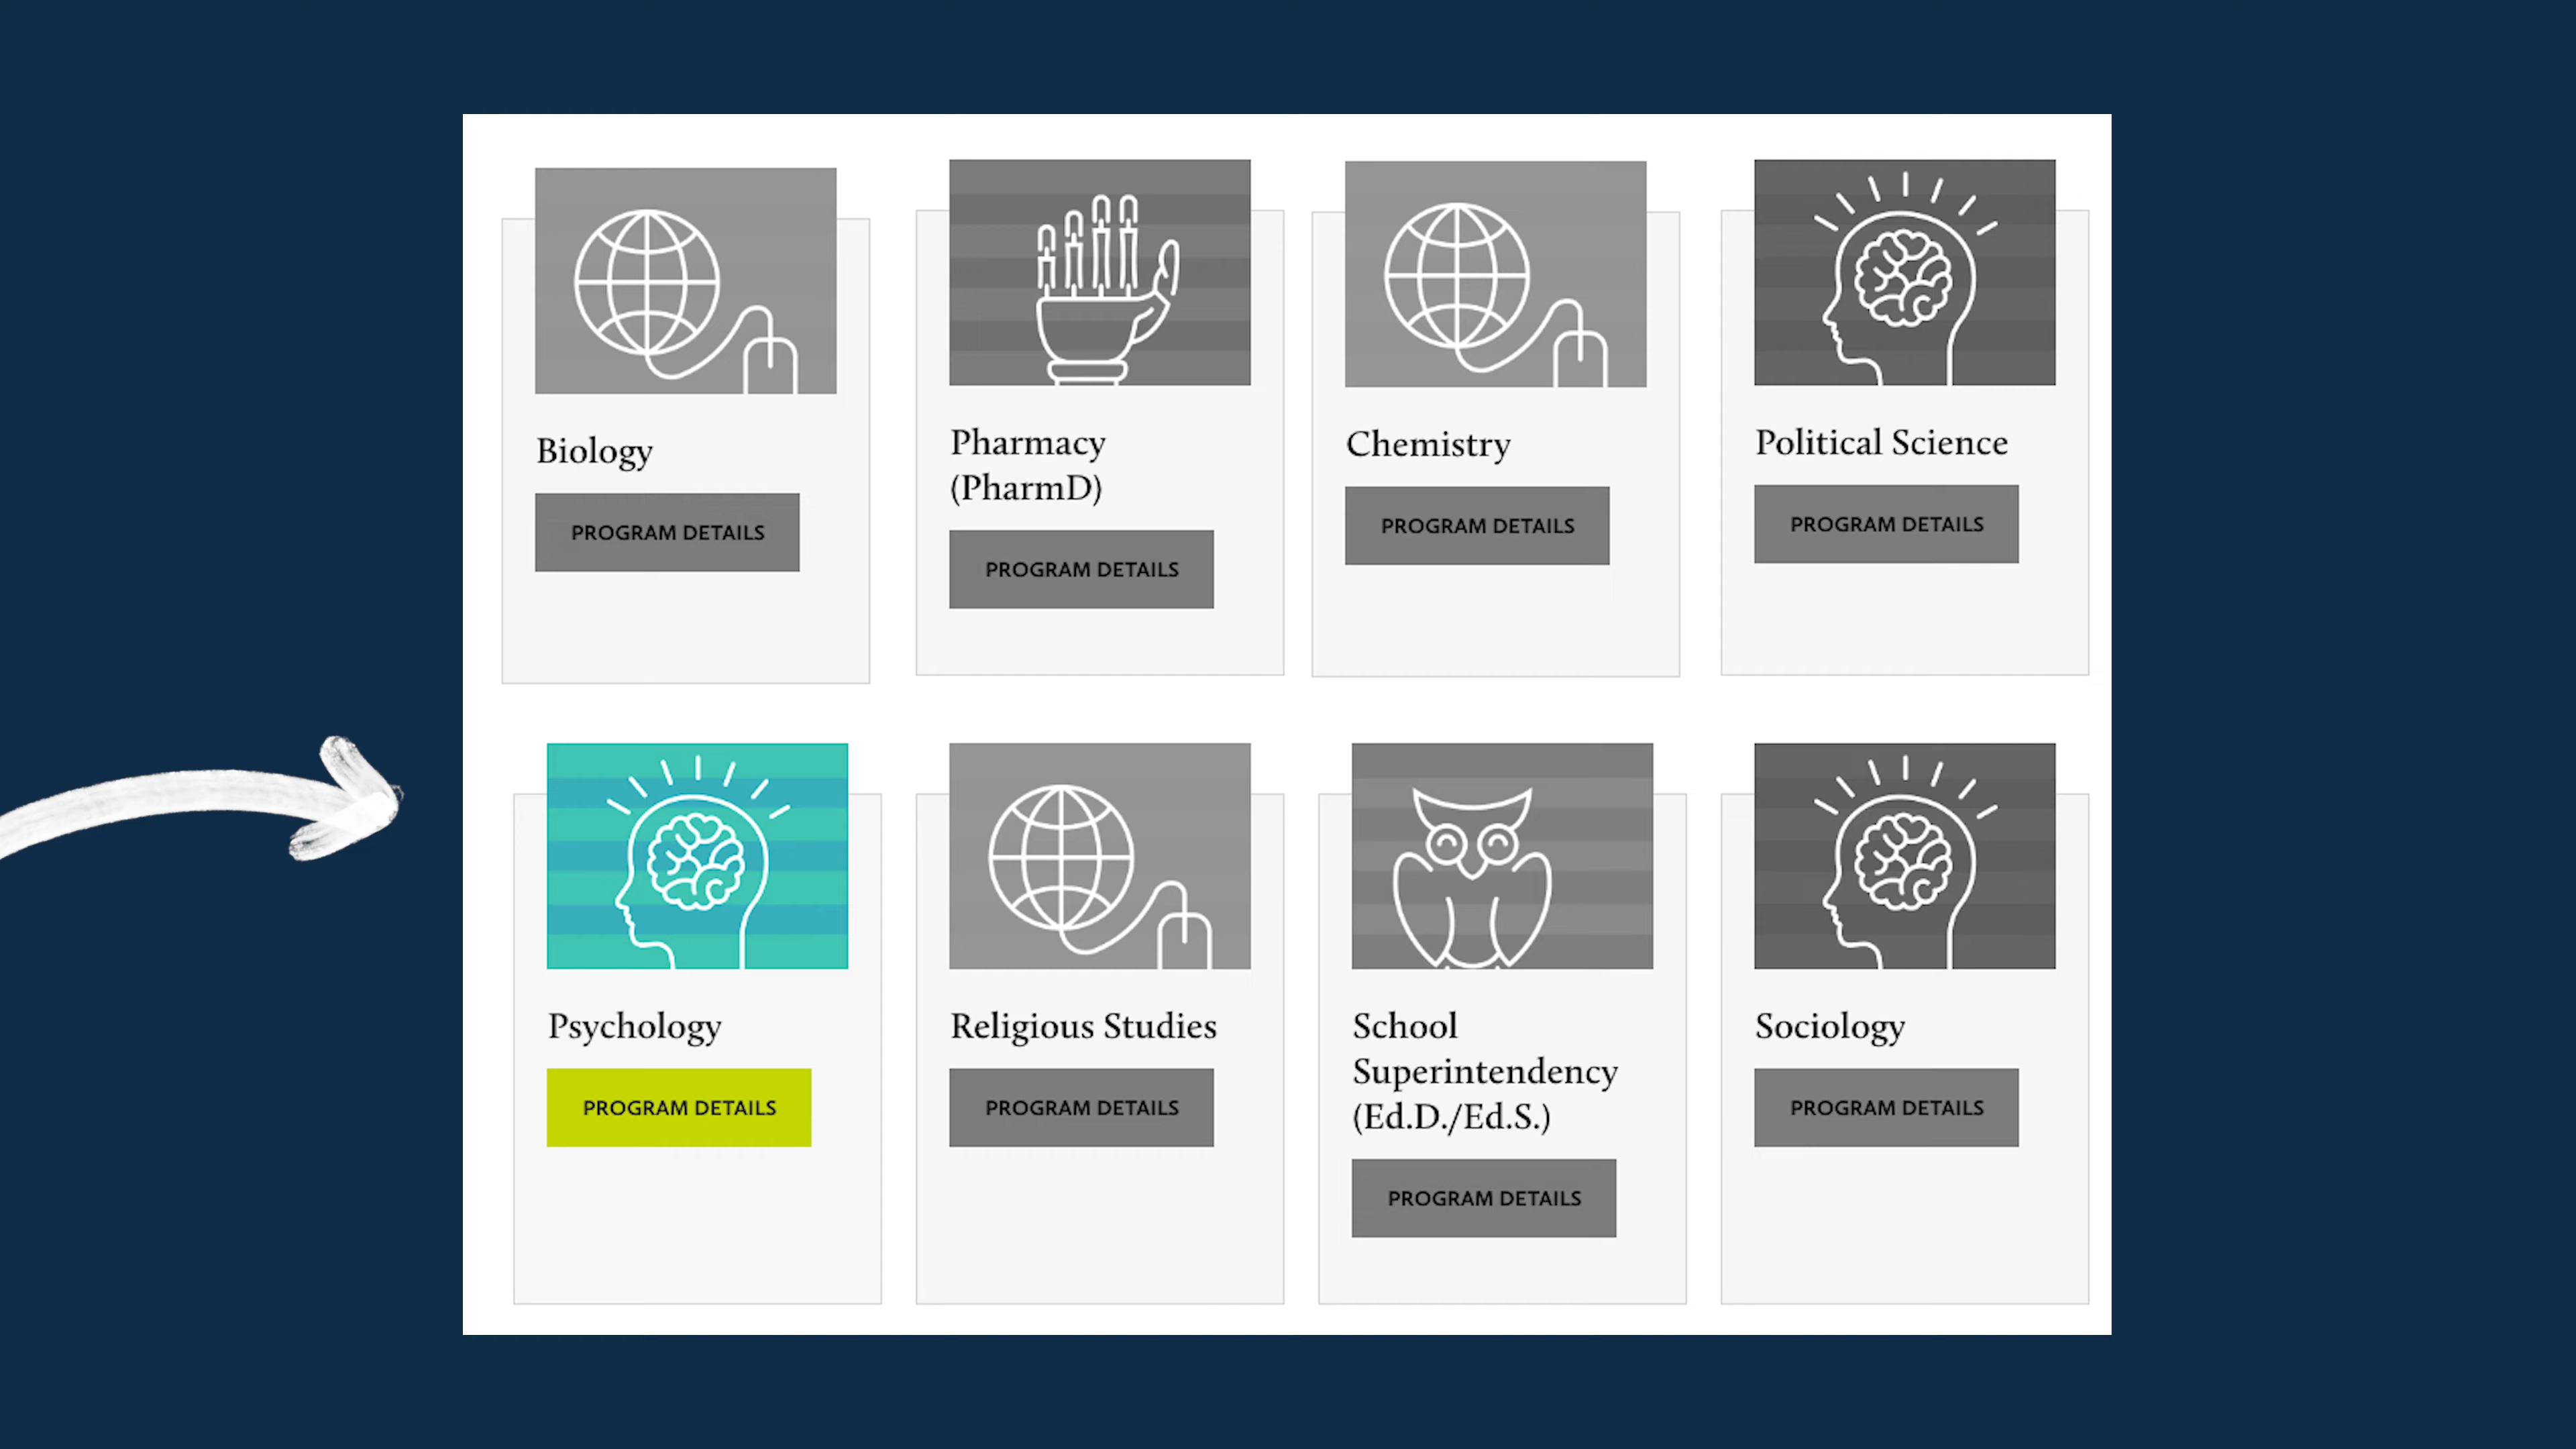 Biology
PROGRAM DETAILS
Pharmacy
(PharmD)
PROGRAM DETAILS
Chemistry
PROGRAM DETAILS
Political Science
PROGRAM DETAILS
Psychology
PROGRAM DETAILS
Religious Studies
PROGRAM DETAILS
School
Superintendency
(Ed.D./Ed.S.)
PROGRAM DETAILS
Sociology
PROGRAM DETAILS